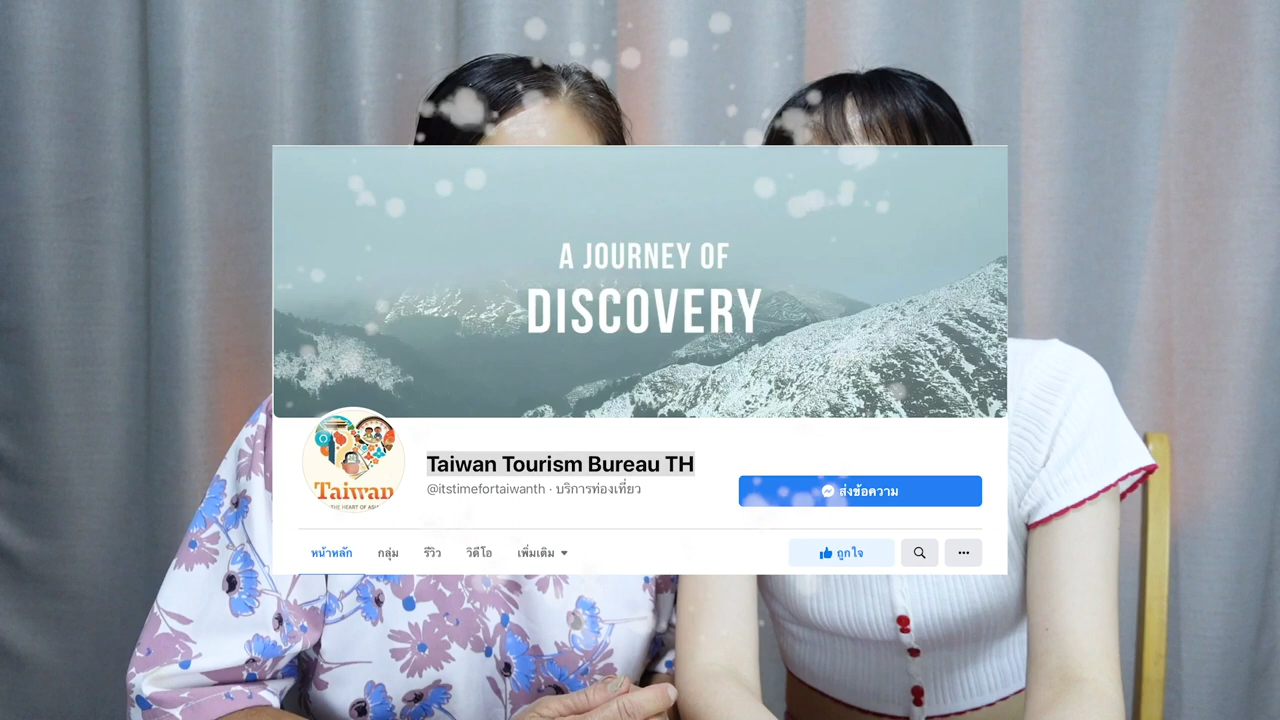 A JOURNEY OF
DISCOVERY
Taiwan
THE HEART OF ASIA
Taiwan Tourism Bureau TH
@itstimefortaiwanth · บริการท่องเที่ยว
ส่งข้อความ
หน้าหลัก กลุ่ม รีวิว วิดีโอ เพิ่มเติม
ถูกใจ